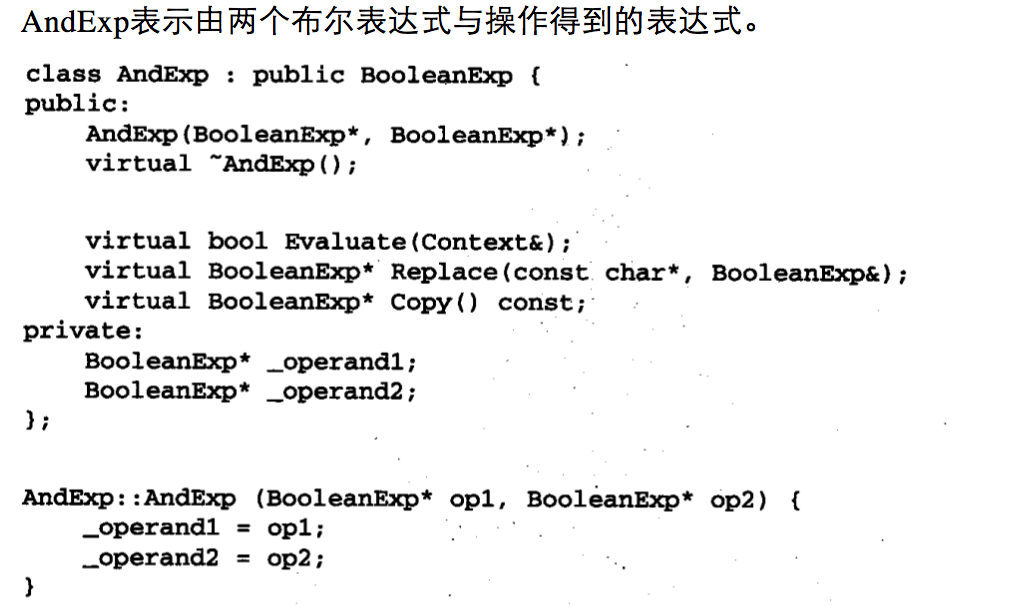 AndExp表示由两个布尔表达式与操作得到的表达式。
class AndExp : public BooleanExp {
public:
    AndExp(BooleanExp*, BooleanExp*);
    virtual ~AndExp();
    virtual bool Evaluate(Context&);
    virtual BooleanExp* Replace(const char*, BooleanExp&);
    virtual BooleanExp* Copy() const;
private:
    BooleanExp* _operand1;
    BooleanExp* _operand2;
};
AndExp::AndExp (BooleanExp* op1, BooleanExp* op2) {
    _operand1 = op1;
    _operand2 = op2;
}